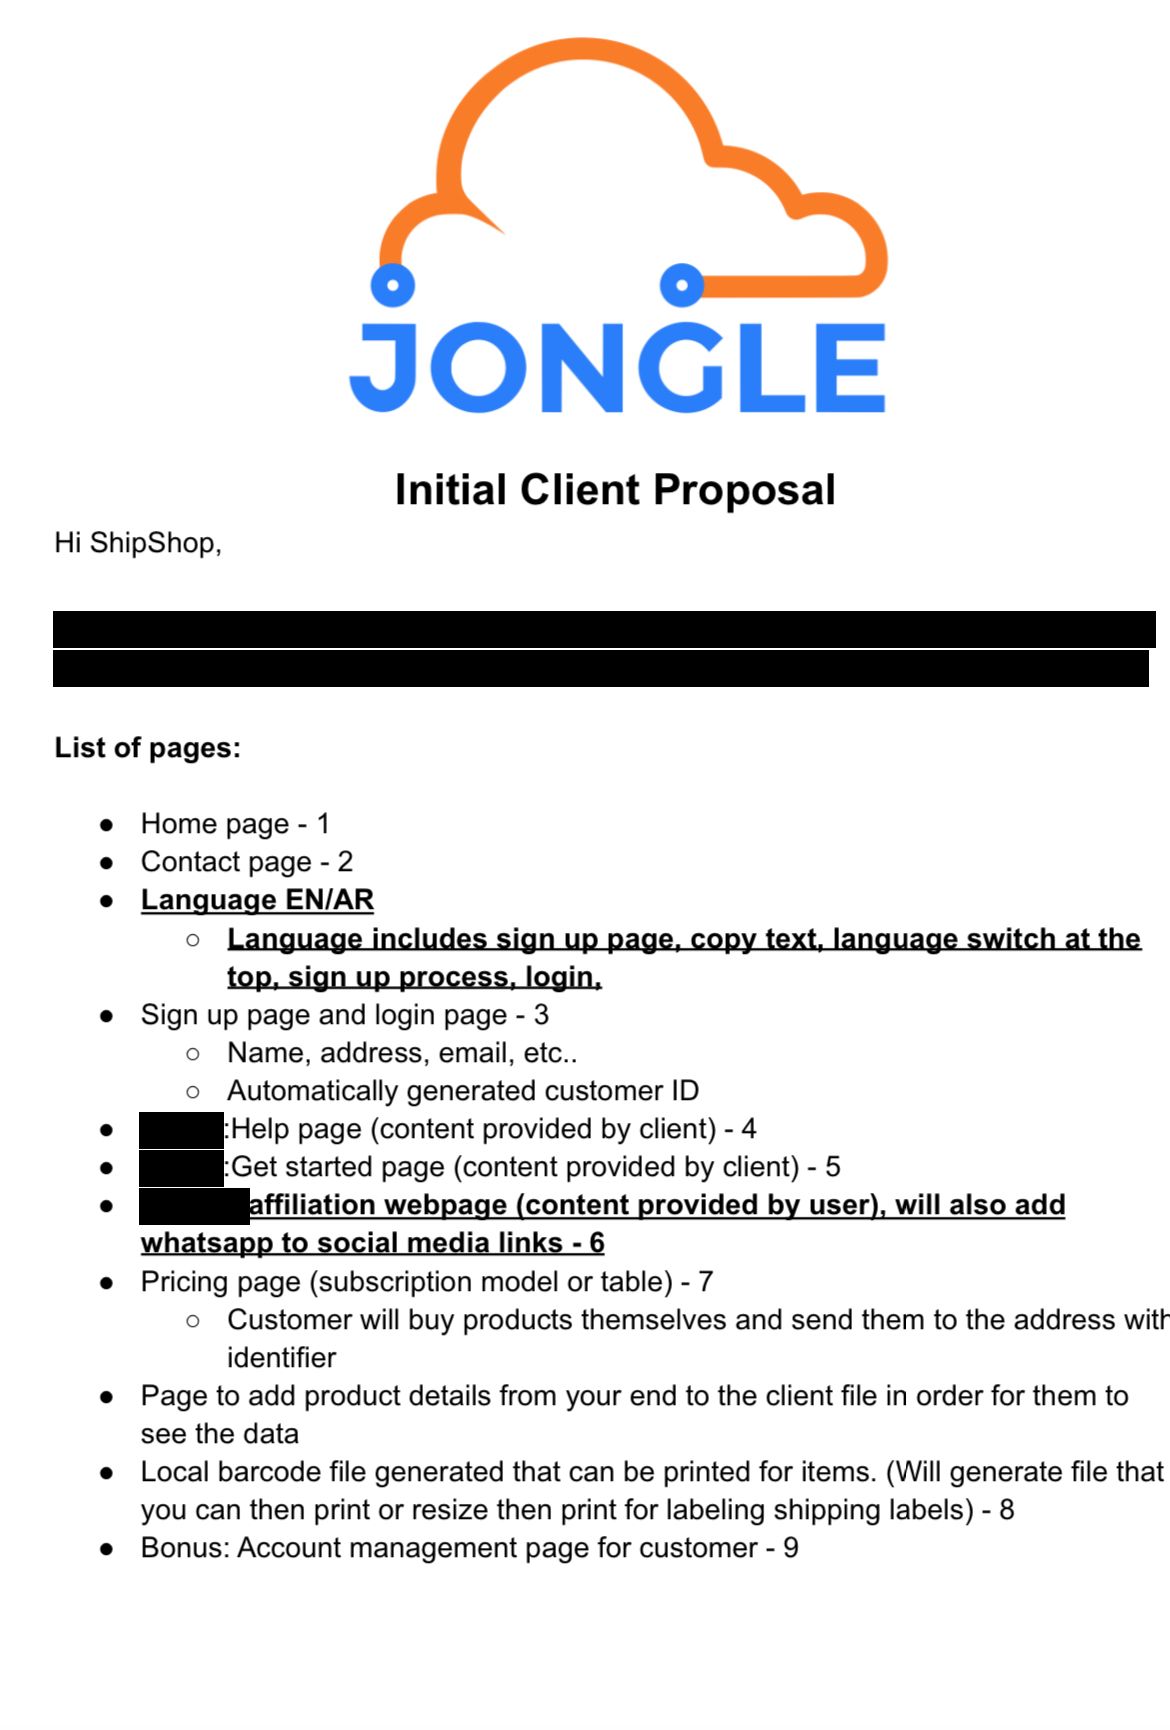 JONGLE
Initial Client Proposal
Hi ShipShop,
List of pages:
● Home page - 1
● Contact page - 2
● Language EN/AR
○ Language includes sign up page, copy text, language switch at the
top, sign up process, login,
● Sign up page and login page - 3
○ Name, address, email, etc..
○ Automatically generated customer ID
● :Help page (content provided by client) - 4
● :Get started page (content provided by client) - 5
● affiliation webpage (content provided by user), will also add
whatsapp to social media links - 6
● Pricing page (subscription model or table) - 7
○ Customer will buy products themselves and send them to the address with
identifier
● Page to add product details from your end to the client file in order for them to
see the data
● Local barcode file generated that can be printed for items. (Will generate file that
you can then print or resize then print for labeling shipping labels) - 8
● Bonus: Account management page for customer - 9